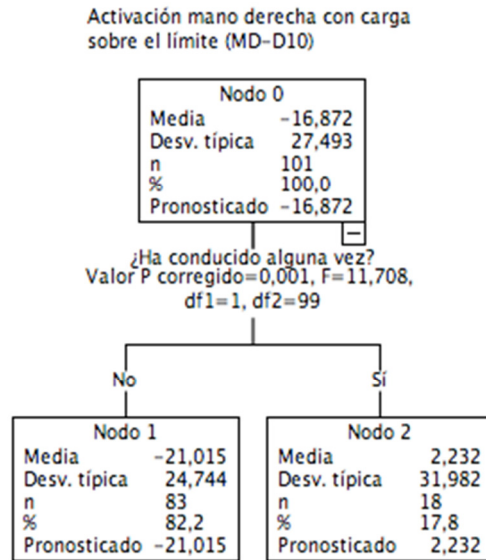 Activación mano derecha con carga
sobre el límite (MD-D10)
Nodo 0
Media -16,872
Desv. típica 27,493
n 101
% 100,0
Pronosticado -16,872
¿Ha conducido alguna vez?
Valor P corregido=0,001, F=11,708,
df1=1, df2=99
No
Sí
Nodo 1
Media -21,015
Desv. típica 24,744
n 83
% 82,2
Pronosticado -21,015
Nodo 2
Media 2,232
Desv. típica 31,982
n 18
% 17,8
Pronosticado 2,232